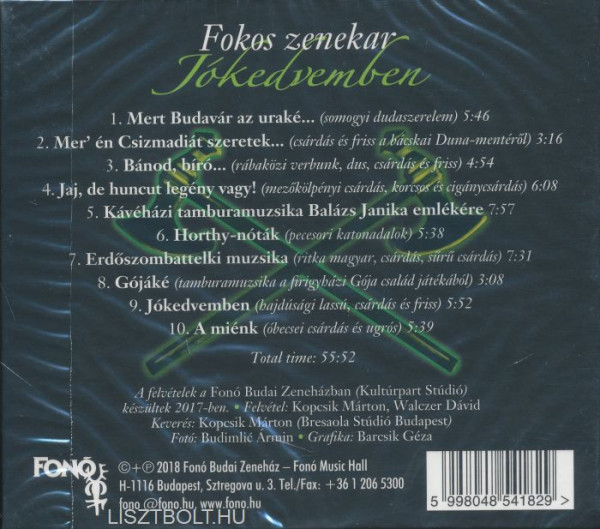 Fokos zenekar
Jókedvemben
1. Mert Budavár az uraké... (somogyi dudaszerelem) 5:46
2. Mer' én Csizmadiát szeretek... (csárdás és friss a bácskai Duna-mentéről) 3:16
3. Bánod, bíró... (rábaközi verbunk, dus, csárdás és friss) 4:54
4. Jaj, de huncut legény vagy! (mezőkölpényi csárdás, korcsos és cigánycsárdás) 6:08
5. Kávéházi tamburamuzsika Balázs Janika emlékére 7:57
6. Horthy-nóták (pecesori katonadalok) 5:38
7. Erdőszombattelki muzsika (ritka magyar, csárdás, sűrű csárdás) 7:31
8. Gójáké (tamburamuzsika a firigyházi Gója család játékából) 3:08
9. Jókedvemben (hajdúsági lassú, csárdás és friss) 5:52
10. A miénk (óbecsei csárdás és ugrós) 5:39
Total time: 55:52
A felvételek a Fonó Budai Zeneházban (Kultúrpart Stúdió)
készültek 2017-ben. • Felvétel: Kopcsik Márton, Walczer Dávid
Keverés: Kopcsik Márton (Bresaola Stúdió Budapest)
Fotó: Budimlić Ármin • Grafika: Barcsik Géza
FONÓ
©+℗ 2018 Fonó Budai Zeneház – Fonó Music Hall
H-1116 Budapest, Sztregova u. 3. Tel./Fax: +36 1 206 5300
fono@fono.hu, www.fono.hu
5 998048 541829
LISZTBOLT.HU